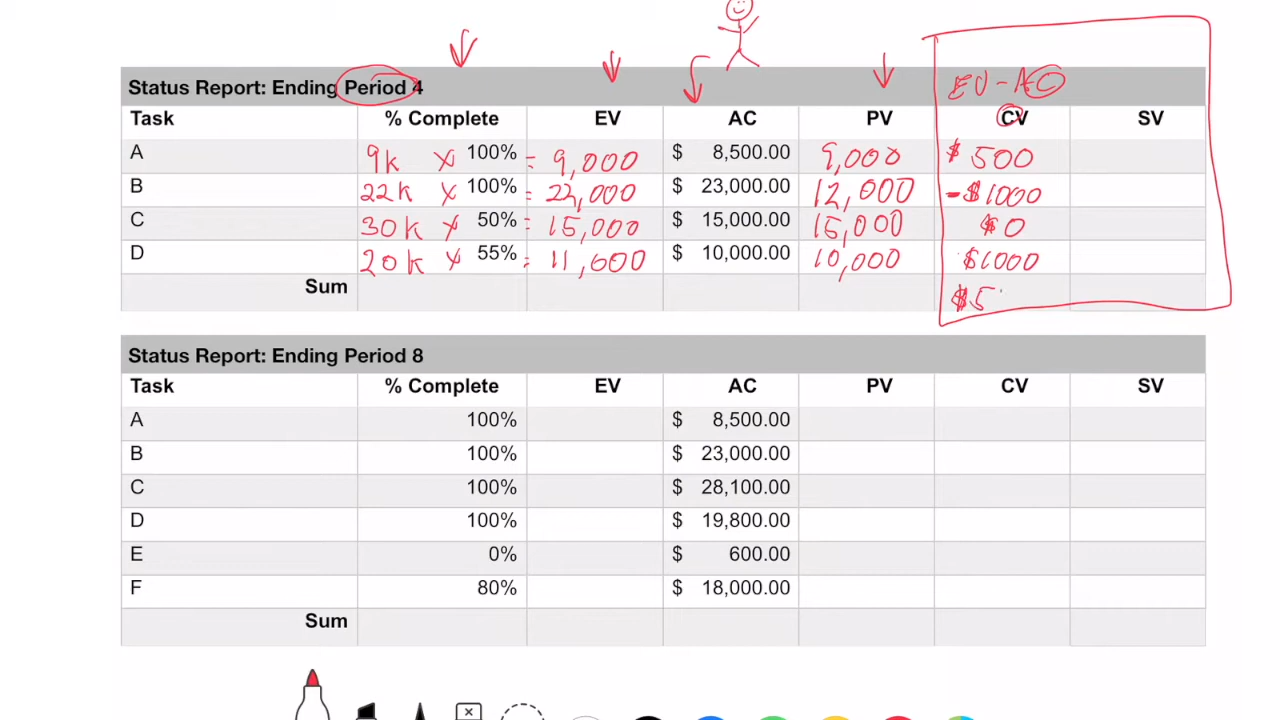 EV - AC
Status Report: Ending Period 4
Task % Complete EV AC PV CV SV
A 9k x 100% = 9,000 $ 8,500.00 9,000 $ 500
B 22k x 100% = 22,000 $ 23,000.00 12,000 -$1000
C 30k x 50% = 15,000 $ 15,000.00 15,000 $0
D 20k x 55% = 11,000 $ 10,000.00 10,000 $1000
Sum $5
Status Report: Ending Period 8
Task % Complete EV AC PV CV SV
A 100% $ 8,500.00
B 100% $ 23,000.00
C 100% $ 28,100.00
D 100% $ 19,800.00
E 0% $ 600.00
F 80% $ 18,000.00
Sum